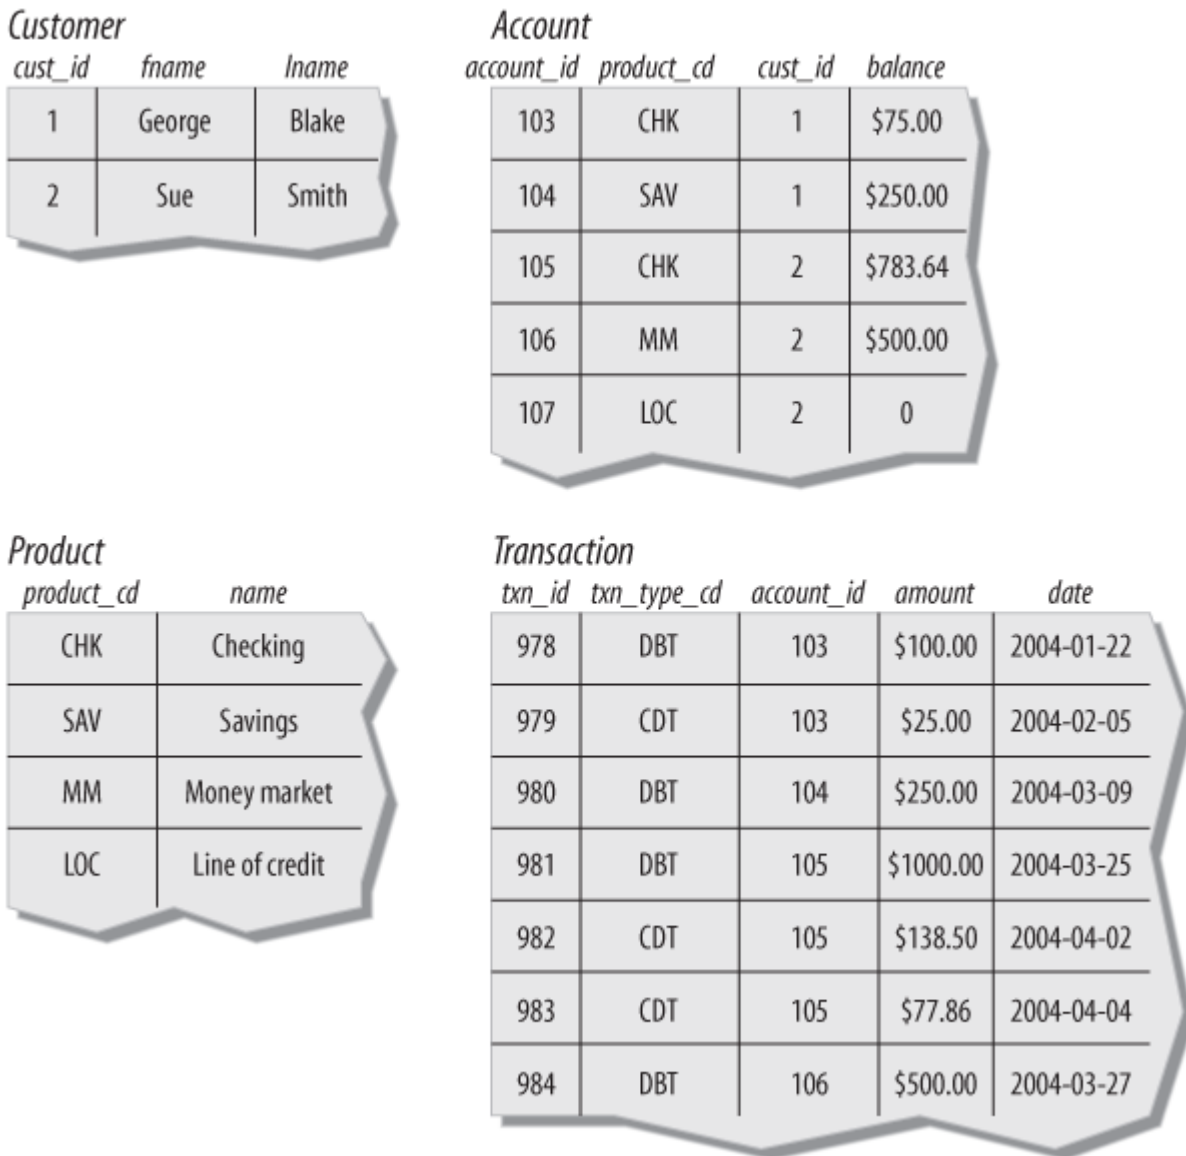 Customer
cust_id fname lname
1 George Blake
2 Sue Smith
Account
account_id product_cd cust_id balance
103 CHK 1 $75.00
104 SAV 1 $250.00
105 CHK 2 $783.64
106 MM 2 $500.00
107 LOC 2 0
Product
product_cd name
CHK Checking
SAV Savings
MM Money market
LOC Line of credit
Transaction
txn_id txn_type_cd account_id amount date
978 DBT 103 $100.00 2004-01-22
979 CDT 103 $25.00 2004-02-05
980 DBT 104 $250.00 2004-03-09
981 DBT 105 $1000.00 2004-03-25
982 CDT 105 $138.50 2004-04-02
983 CDT 105 $77.86 2004-04-04
984 DBT 106 $500.00 2004-03-27